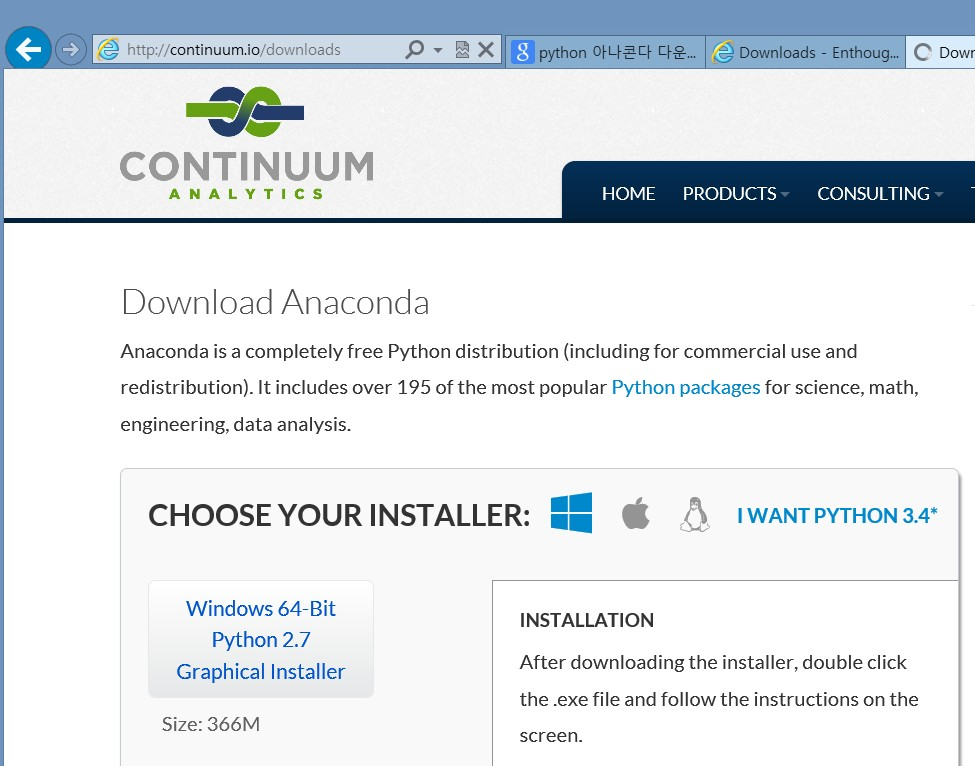 http://continuum.io/downloads
python 아나콘다 다운...
Downloads - Enthoug...
CONTINUUM
ANALYTICS
HOME PRODUCTS CONSULTING
Download Anaconda
Anaconda is a completely free Python distribution (including for commercial use and
redistribution). It includes over 195 of the most popular Python packages for science, math,
engineering, data analysis.
CHOOSE YOUR INSTALLER: I WANT PYTHON 3.4*
Windows 64-Bit
Python 2.7
Graphical Installer
Size: 366M
INSTALLATION
After downloading the installer, double click
the .exe file and follow the instructions on the
screen.